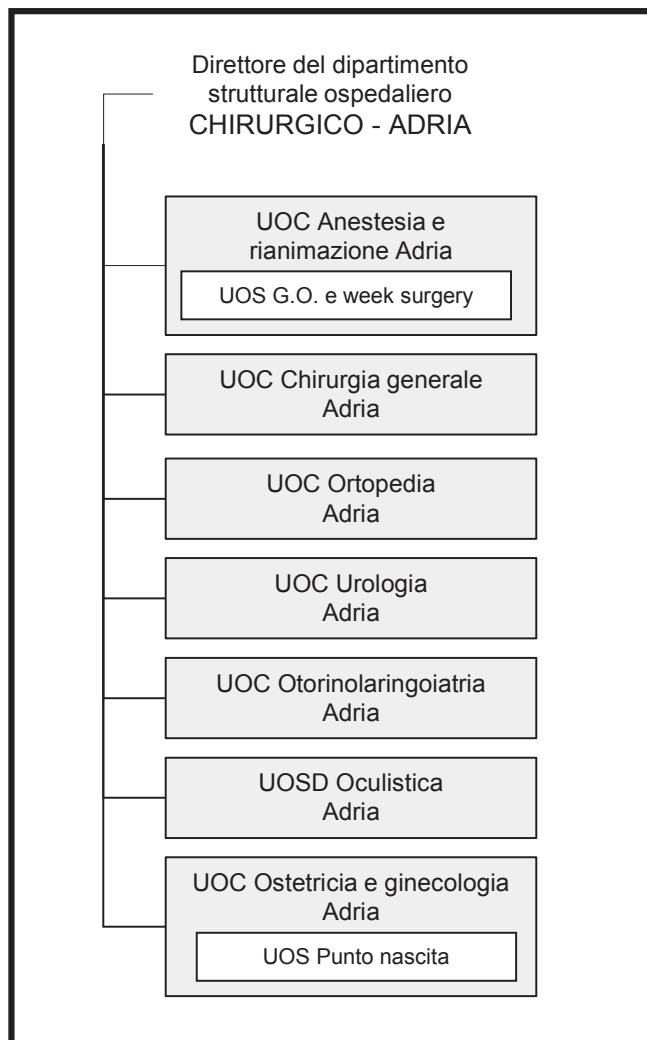 Direttore del dipartimento
strutturale ospedaliero
CHIRURGICO - ADRIA
UOC Anestesia e
rianimazione Adria
UOS G.O. e week surgery
UOC Chirurgia generale
Adria
UOC Ortopedia
Adria
UOC Urologia
Adria
UOC Otorinolaringoiatria
Adria
UOSD Oculistica
Adria
UOC Ostetricia e ginecologia
Adria
UOS Punto nascita